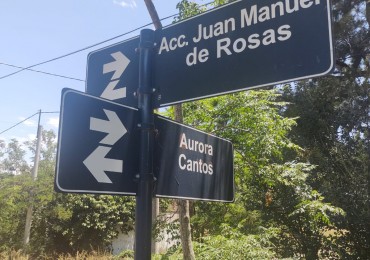 Acc. Juan Manuel
de Rosas
Aurora
Cantos